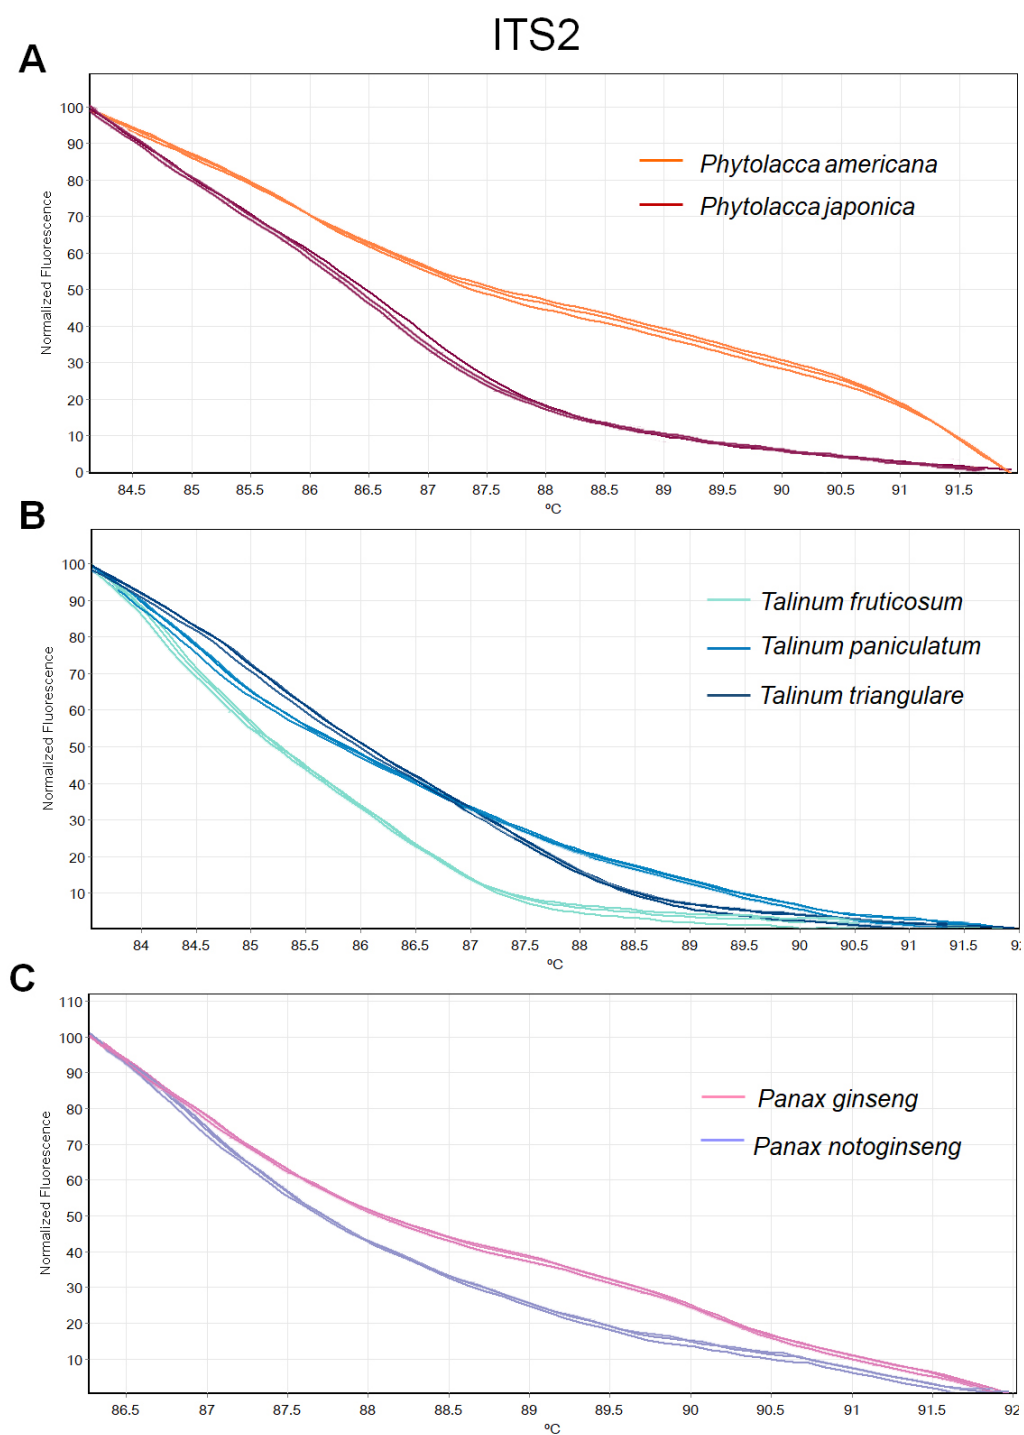 ITS2
A
100
90
80
70
60
50
40
30
20
10
0
Normalized Fluorescence
Phytolacca americana
Phytolacca japonica
84.5 85 85.5 86 86.5 87 87.5 88 88.5 89 89.5 90 90.5 91 91.5
ºC
B
100
90
80
70
60
50
40
30
20
10
Normalized Fluorescence
Talinum fruticosum
Talinum paniculatum
Talinum triangulare
84 84.5 85 85.5 86 86.5 87 87.5 88 88.5 89 89.5 90 90.5 91 91.5
ºC
C
110
100
90
80
70
60
50
40
30
20
10
Normalized Fluorescence
Panax ginseng
Panax notoginseng
86.5 87 87.5 88 88.5 89 89.5 90 90.5 91 91.5 92
ºC